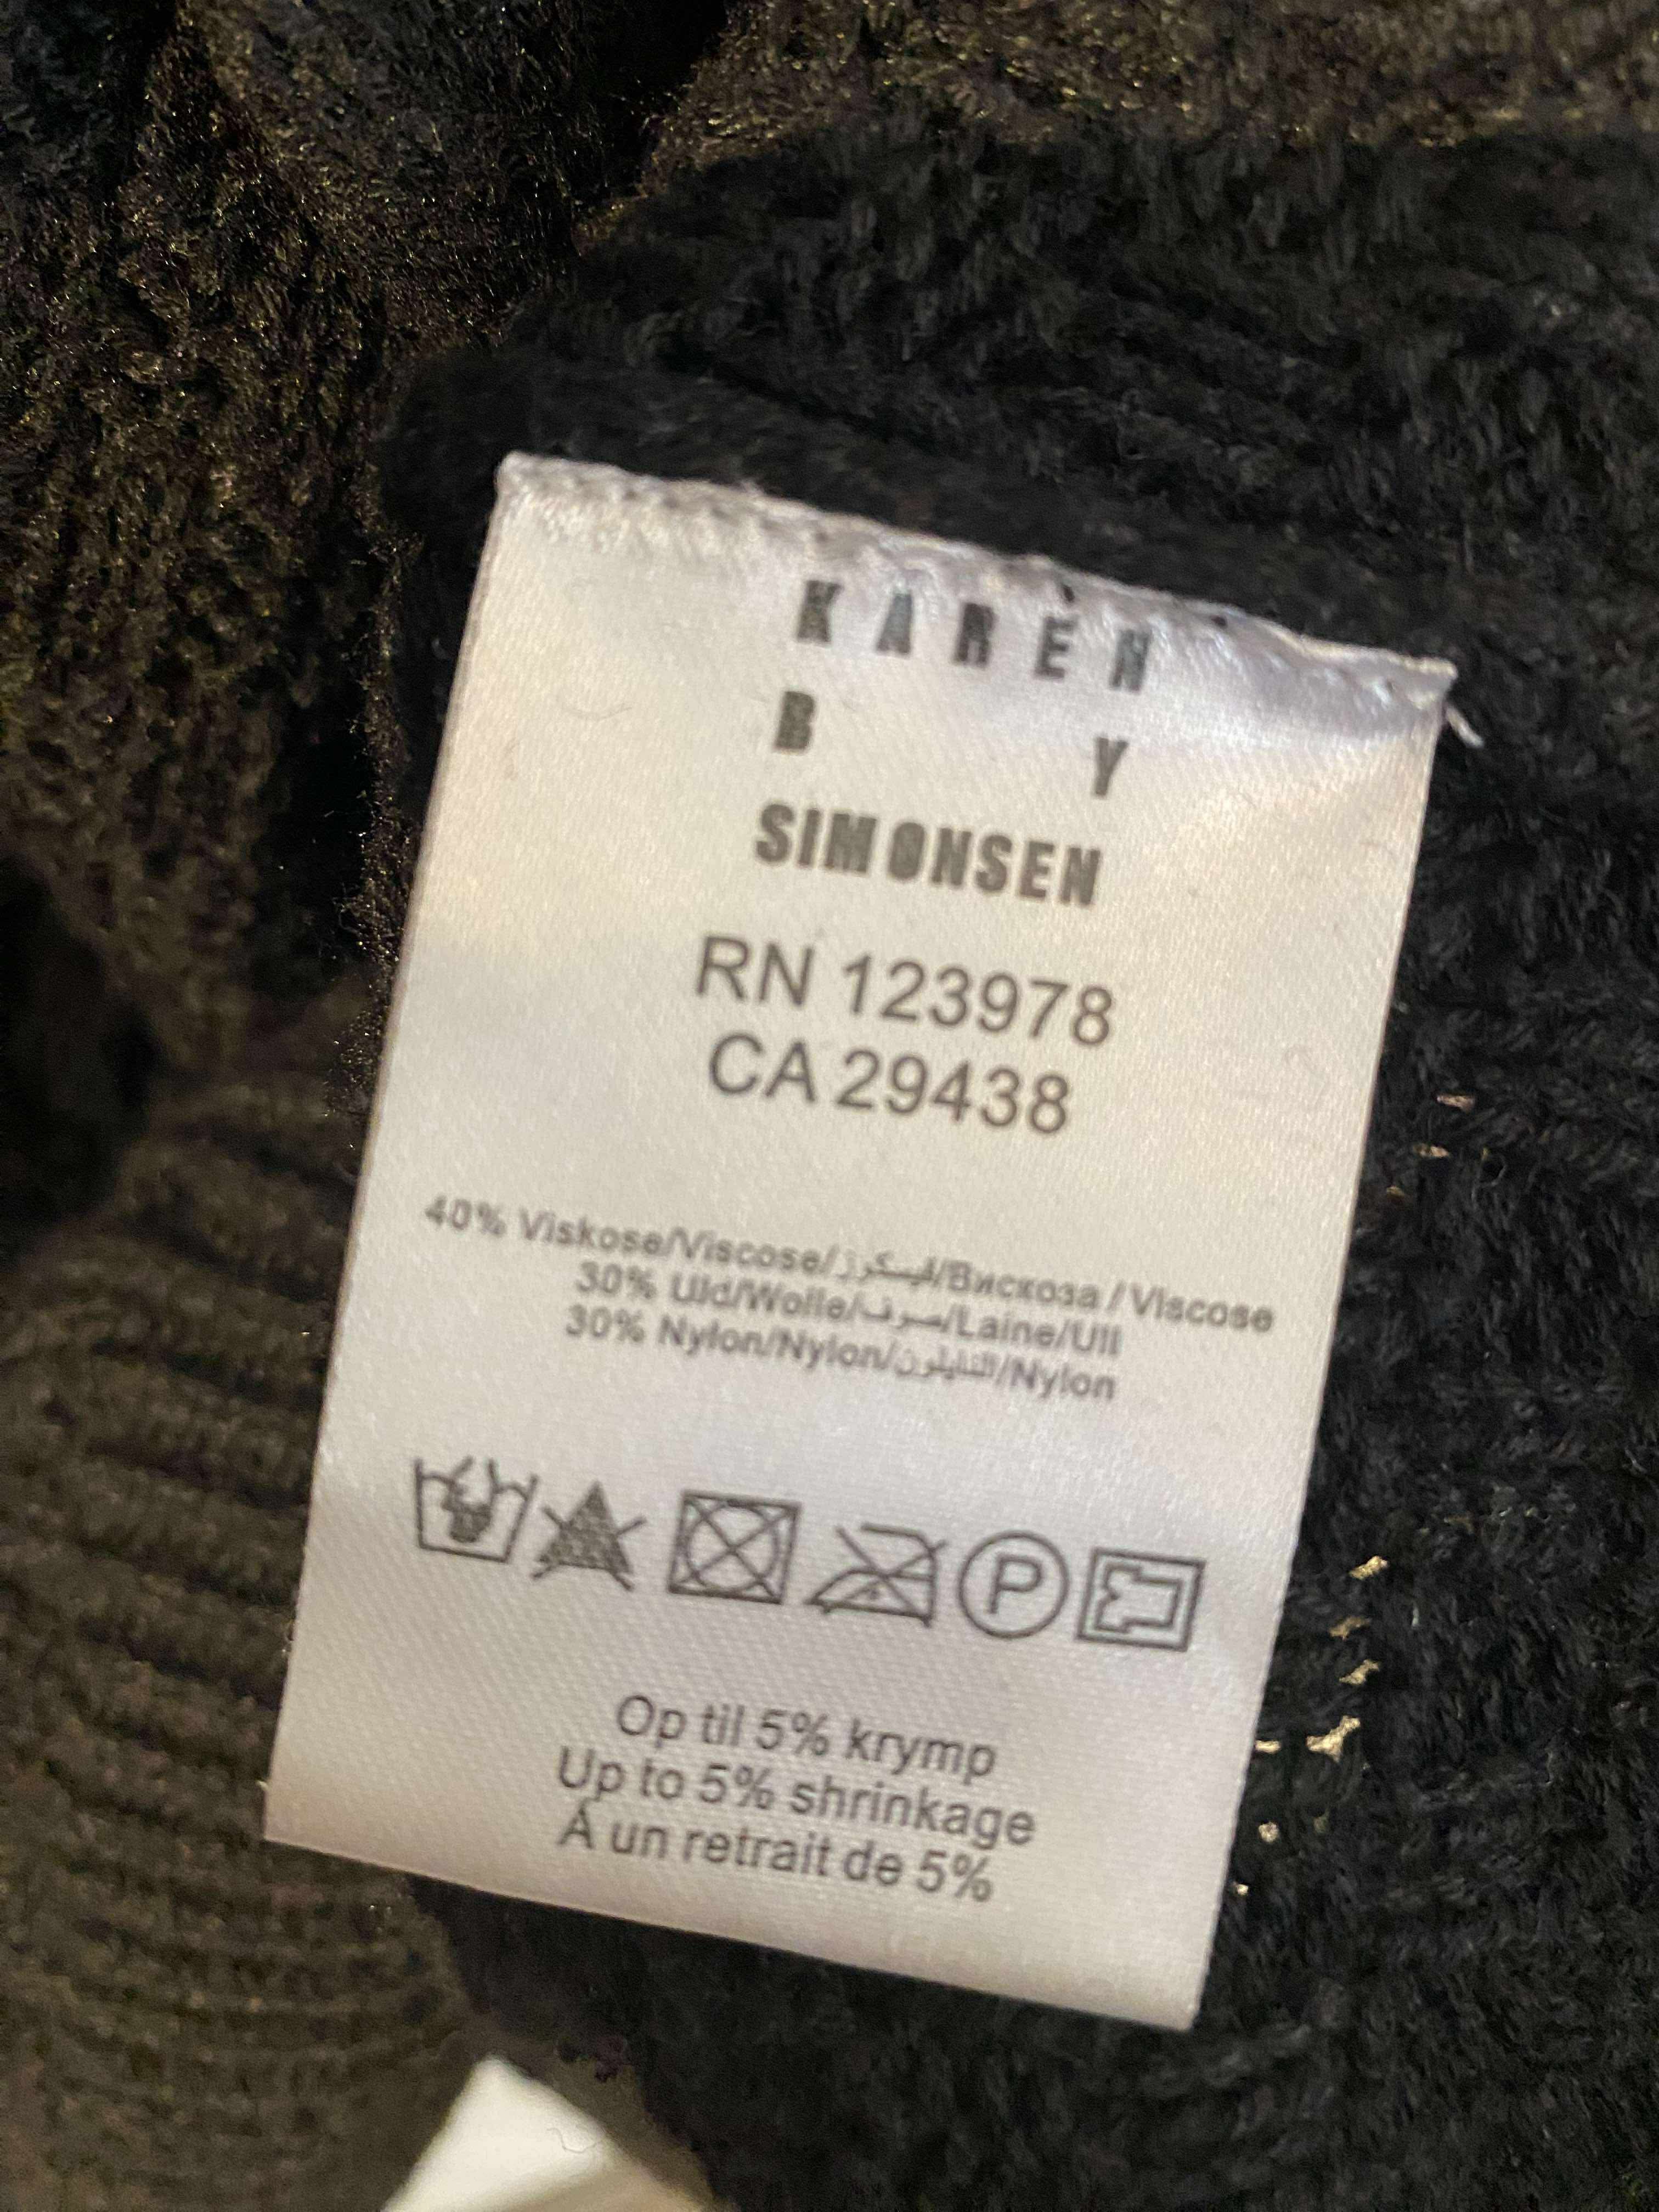 KAREN
B Y
SIMONSEN
RN 123978
CA 29438
40% Viskose/Viscose/الفيسكوز/Вискоза / Viscose
30% Uld/Wolle/صوف/Laine/Ull
30% Nylon/Nylon/النايلون/Nylon
P
Op til 5% krymp
Up to 5% shrinkage
À un retrait de 5%